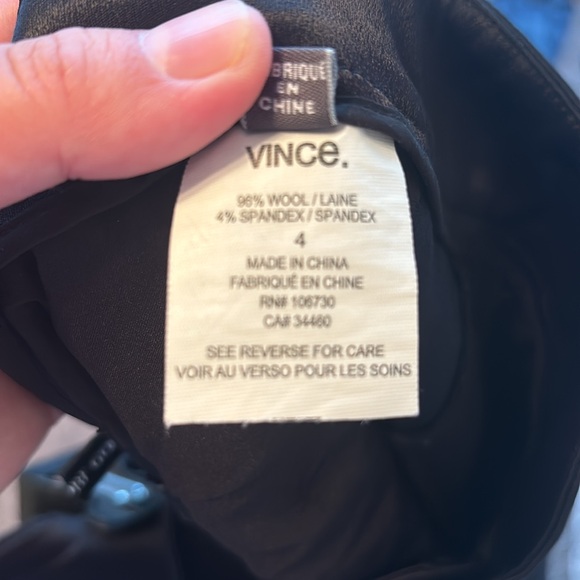 BRIQUÉ
EN
CHINE
VINCE.
96% WOOL / LAINE
4% SPANDEX / SPANDEX
4
MADE IN CHINA
FABRIQUÉ EN CHINE
RN# 106730
CA# 34460
SEE REVERSE FOR CARE
VOIR AU VERSO POUR LES SOINS